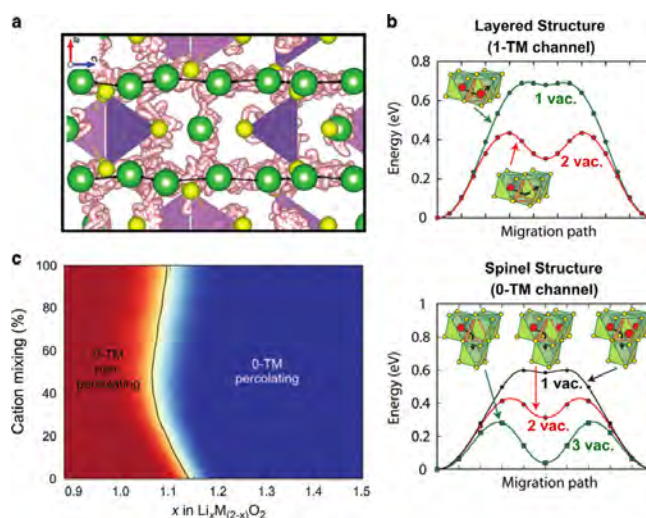 a
c
b
Layered Structure
(1-TM channel)
0.8
0.6
0.4
0.2
0
Energy (eV)
1 vac.
2 vac.
Migration path
Spinel Structure
(0-TM channel)
1
0.8
0.6
0.4
0.2
0
Energy (eV)
1 vac.
2 vac.
3 vac.
Migration path
c
100
80
60
40
20
0
Cation mixing (%)
0-TM
non
percolating
0-TM
percolating
0.9
1.0
1.1
1.2
1.3
1.4
1.5
x in LiₓM₍₂₋ₓ₎O₂